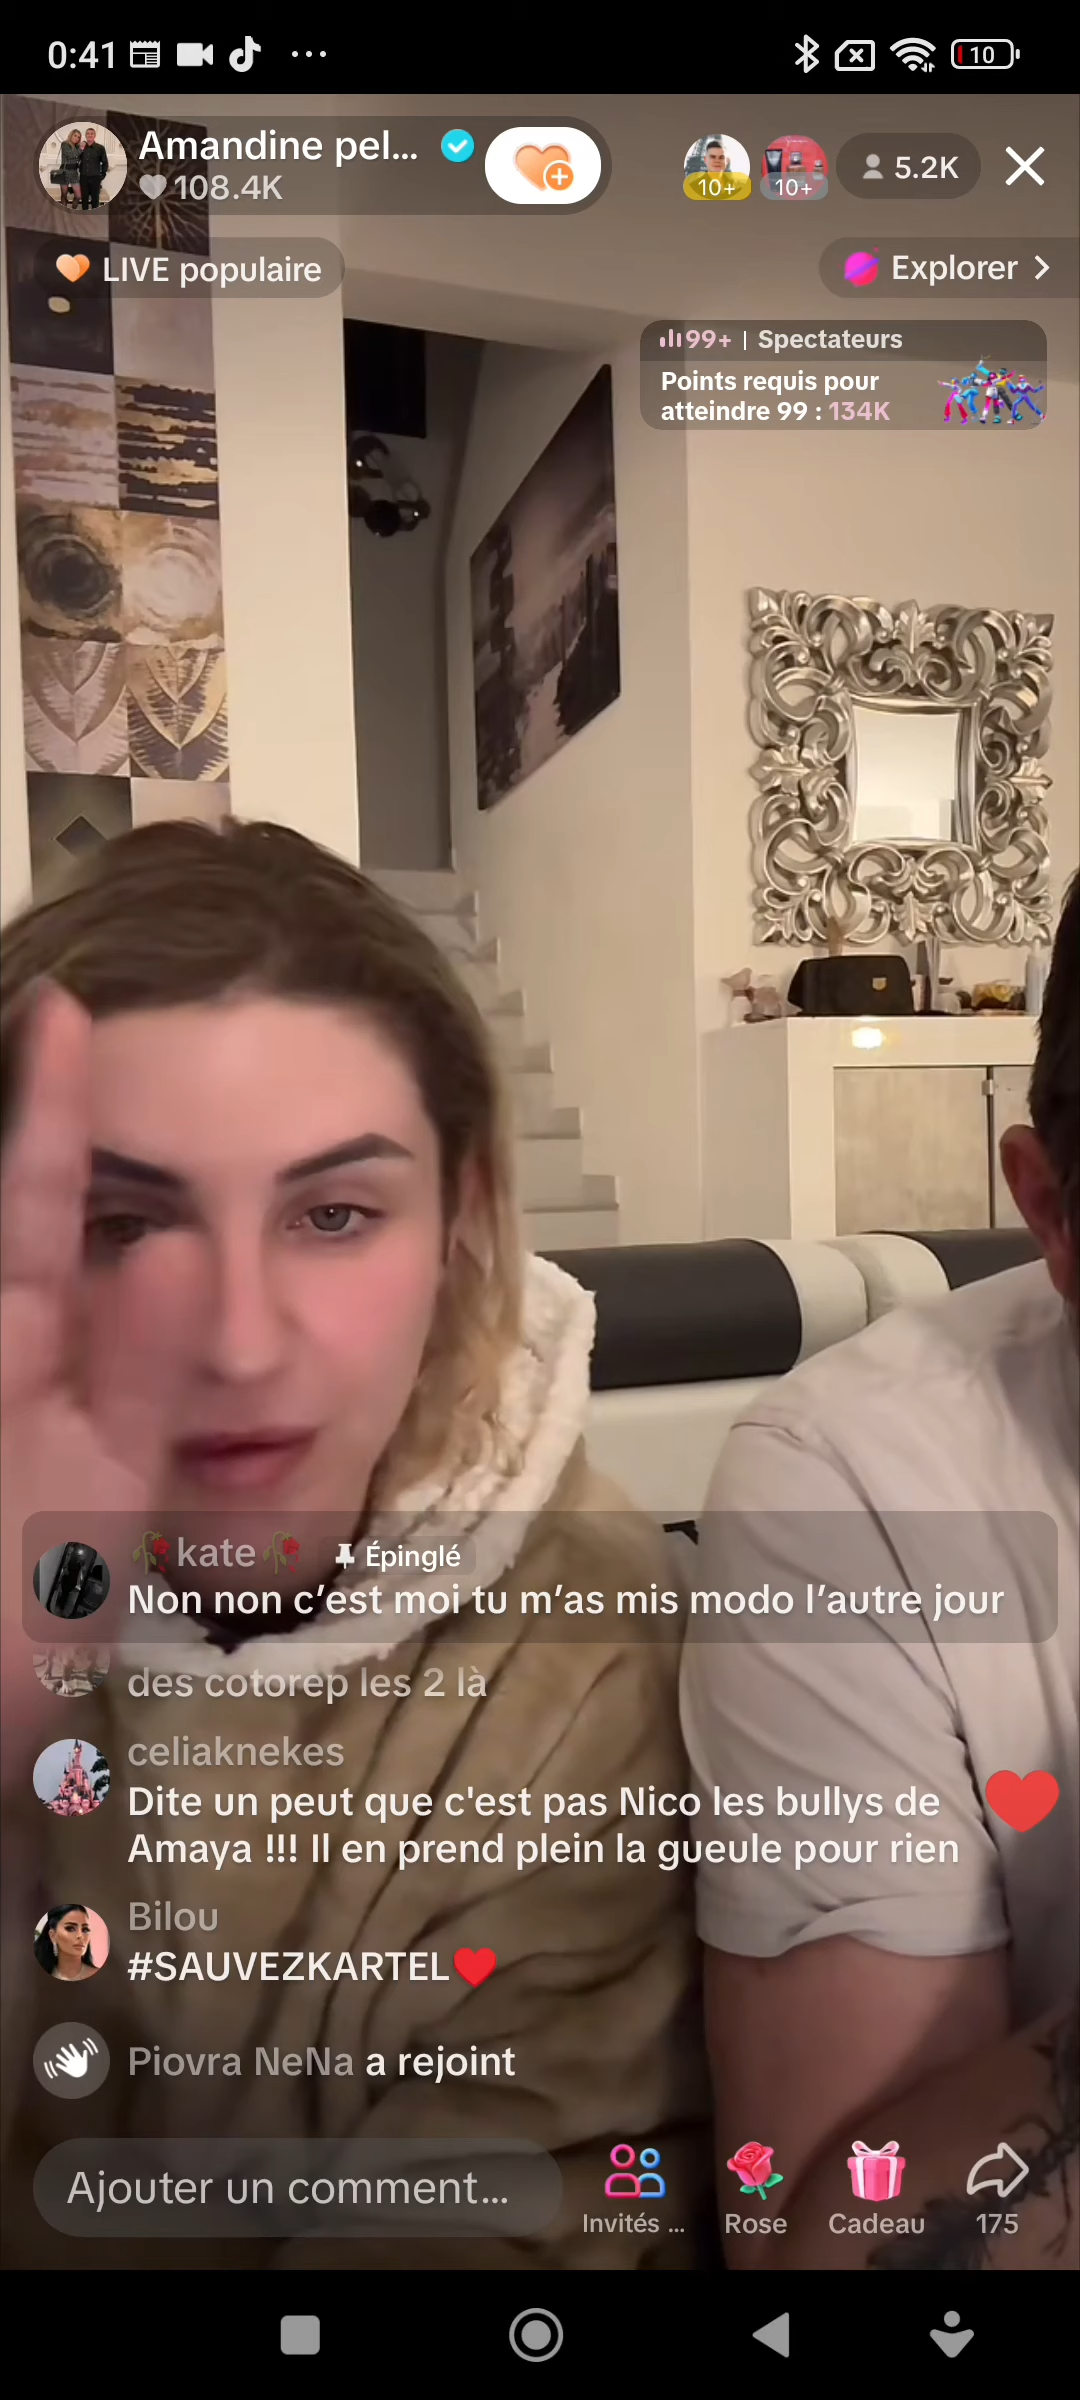 0:41
10
Amandine pel...
108.4K
10+
10+
5.2K
LIVE populaire
Explorer
99+ | Spectateurs
Points requis pour
atteindre 99 : 134K
🥀kate🥀 Épinglé
Non non c’est moi tu m’as mis modo l’autre jour
des cotorep les 2 là
celiaknekes
Dite un peut que c'est pas Nico les bullys de
Amaya !!! Il en prend plein la gueule pour rien
Bilou
#SAUVEZKARTEL♥️
Piovra NeNa a rejoint
Ajouter un comment...
Invités ...
Rose
Cadeau
175